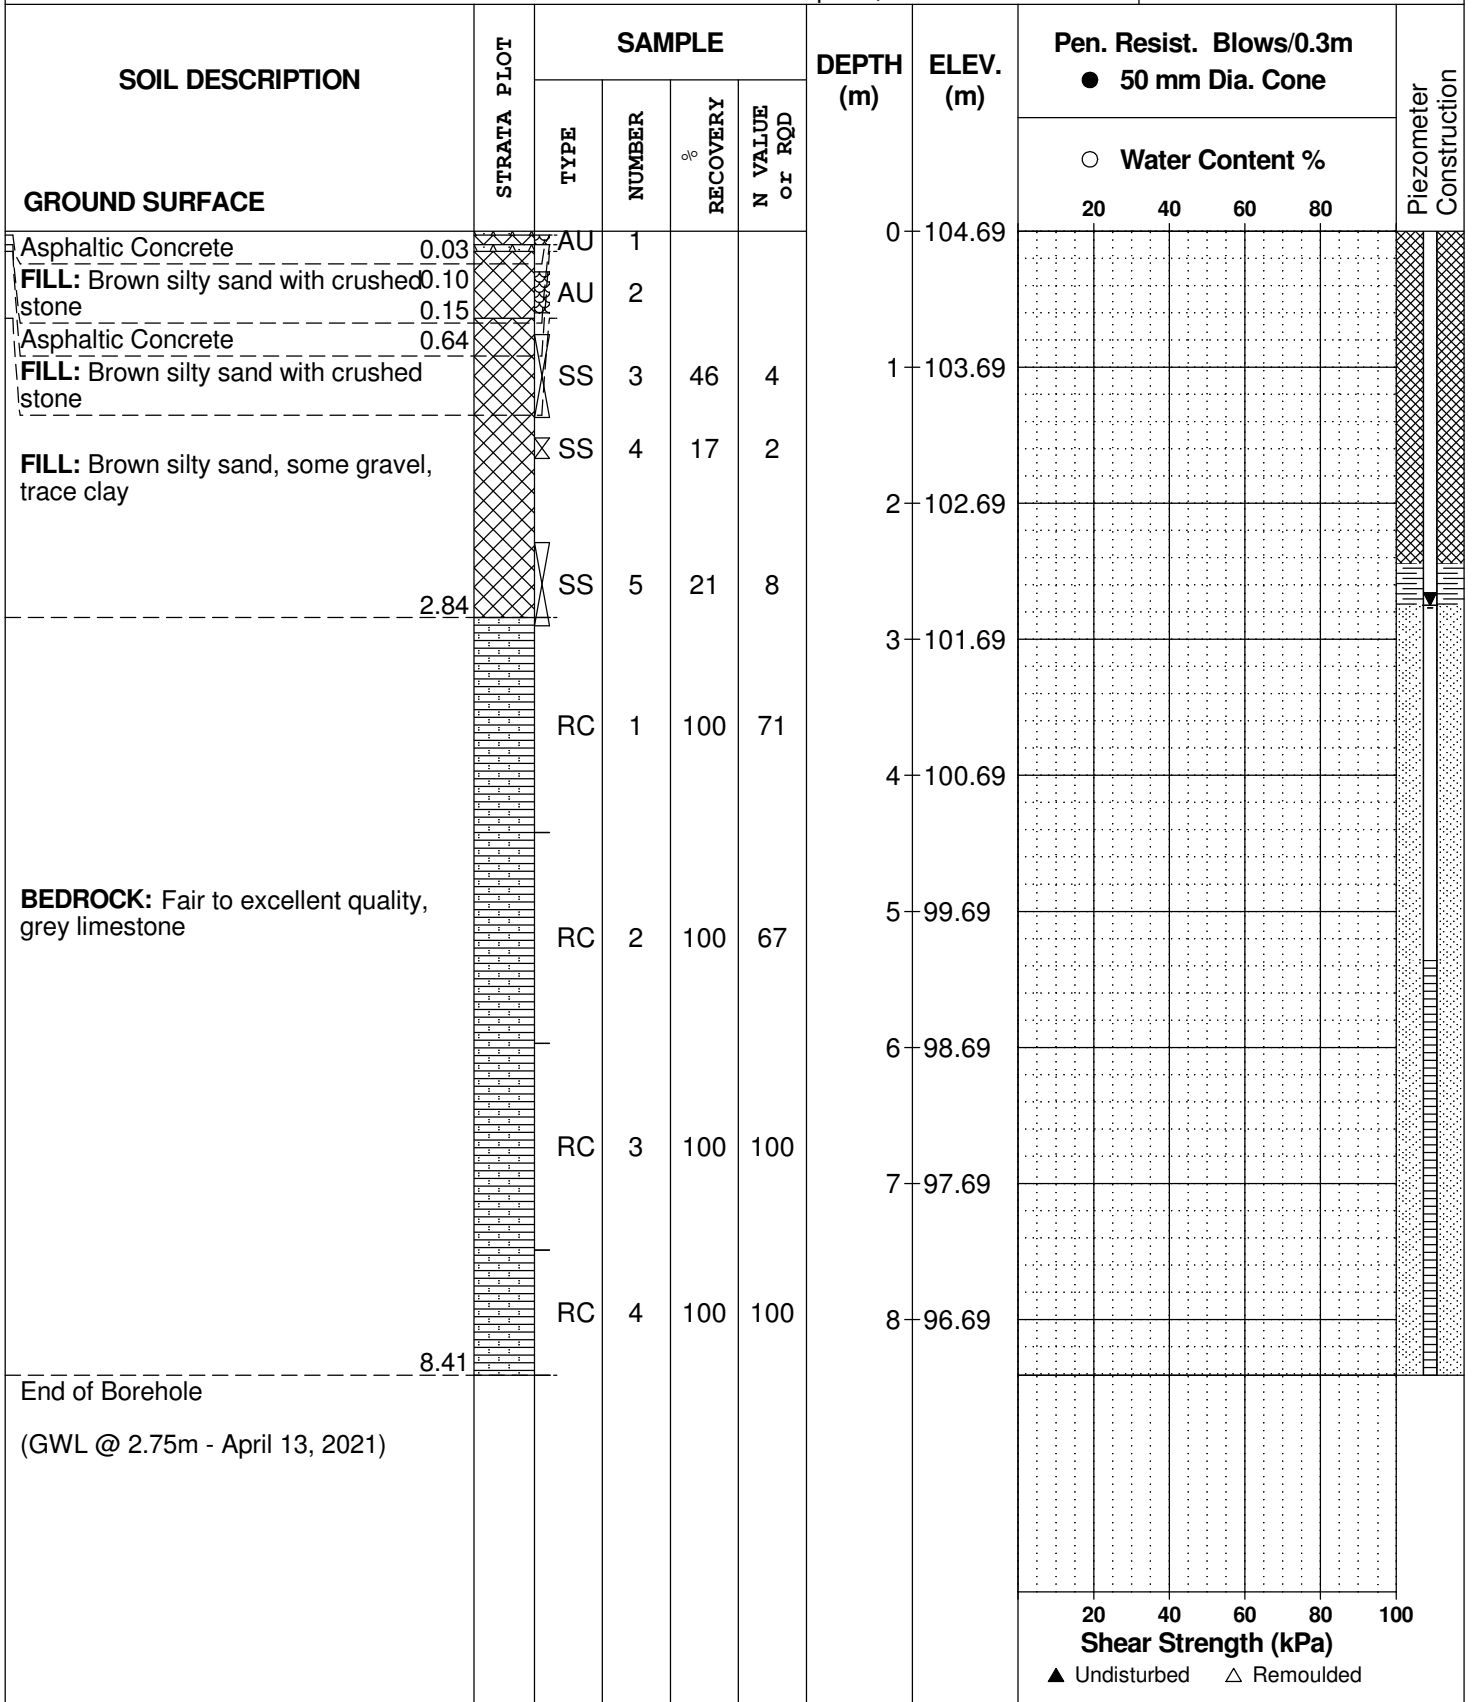 SOIL DESCRIPTION
GROUND SURFACE
STRATA PLOT
SAMPLE
TYPE
NUMBER
% RECOVERY
N VALUE or RQD
DEPTH (m)
ELEV. (m)
Pen. Resist. Blows/0.3m
● 50 mm Dia. Cone
○ Water Content %
20 40 60 80
Piezometer Construction
0 104.69
Asphaltic Concrete 0.03
AU 1
FILL: Brown silty sand with crushed 0.10
stone 0.15
AU 2
Asphaltic Concrete 0.64
FILL: Brown silty sand with crushed
stone
SS 3 46 4
1 103.69
FILL: Brown silty sand, some gravel,
trace clay
SS 4 17 2
2 102.69
SS 5 21 8
2.84
3 101.69
RC 1 100 71
4 100.69
BEDROCK: Fair to excellent quality,
grey limestone
5 99.69
RC 2 100 67
6 98.69
RC 3 100 100
7 97.69
RC 4 100 100
8 96.69
8.41
End of Borehole
(GWL @ 2.75m - April 13, 2021)
20 40 60 80 100
Shear Strength (kPa)
▲ Undisturbed △ Remoulded